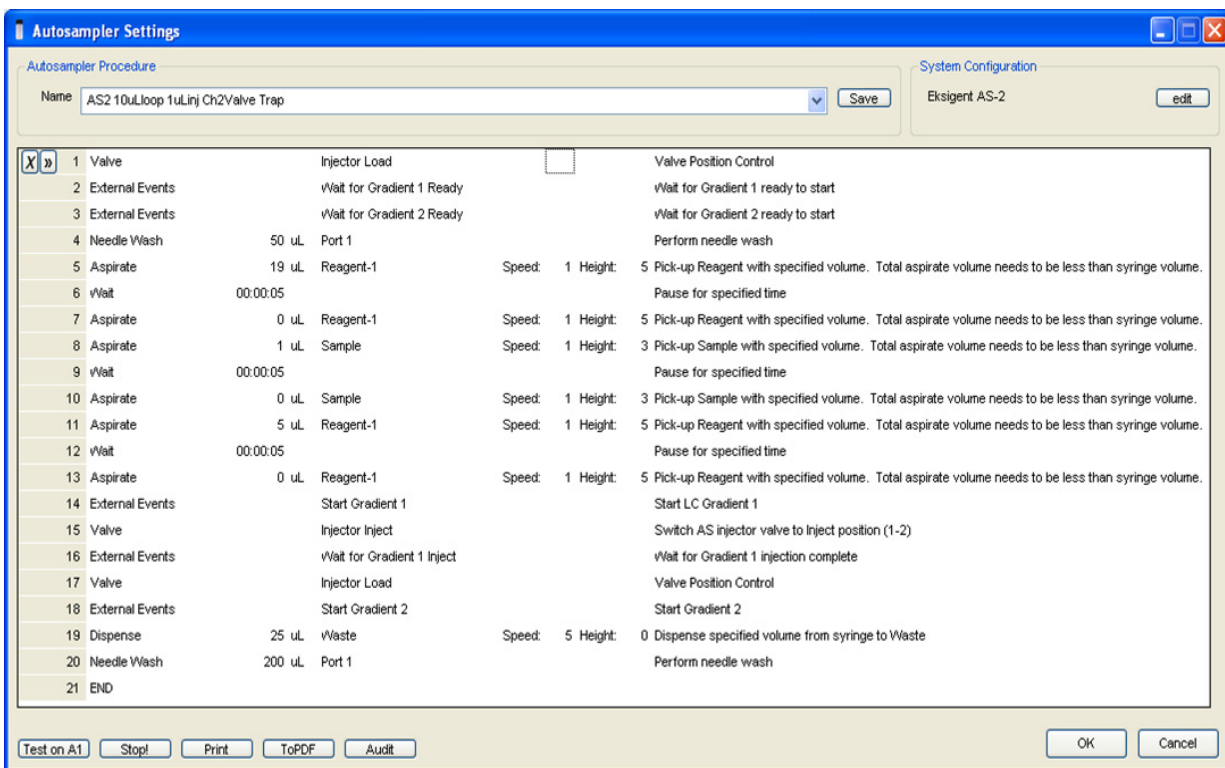 Autosampler Settings
Autosampler Procedure
System Configuration
Name AS2 10uLloop 1uLinj Ch2Valve Trap Save
Eksigent AS-2 edit
X » 1 Valve Injector Load Valve Position Control
2 External Events Wait for Gradient 1 Ready Wait for Gradient 1 ready to start
3 External Events Wait for Gradient 2 Ready Wait for Gradient 2 ready to start
4 Needle Wash 50 uL Port 1 Perform needle wash
5 Aspirate 19 uL Reagent-1 Speed: 1 Height: 5 Pick-up Reagent with specified volume. Total aspirate volume needs to be less than syringe volume.
6 Wait 00:00:05 Pause for specified time
7 Aspirate 0 uL Reagent-1 Speed: 1 Height: 5 Pick-up Reagent with specified volume. Total aspirate volume needs to be less than syringe volume.
8 Aspirate 1 uL Sample Speed: 1 Height: 3 Pick-up Sample with specified volume. Total aspirate volume needs to be less than syringe volume.
9 Wait 00:00:05 Pause for specified time
10 Aspirate 0 uL Sample Speed: 1 Height: 3 Pick-up Sample with specified volume. Total aspirate volume needs to be less than syringe volume.
11 Aspirate 5 uL Reagent-1 Speed: 1 Height: 5 Pick-up Reagent with specified volume. Total aspirate volume needs to be less than syringe volume.
12 Wait 00:00:05 Pause for specified time
13 Aspirate 0 uL Reagent-1 Speed: 1 Height: 5 Pick-up Reagent with specified volume. Total aspirate volume needs to be less than syringe volume.
14 External Events Start Gradient 1 Start LC Gradient 1
15 Valve Injector Inject Switch AS injector valve to Inject position (1-2)
16 External Events Wait for Gradient 1 Inject Wait for Gradient 1 injection complete
17 Valve Injector Load Valve Position Control
18 External Events Start Gradient 2 Start Gradient 2
19 Dispense 25 uL Waste Speed: 5 Height: 0 Dispense specified volume from syringe to Waste
20 Needle Wash 200 uL Port 1 Perform needle wash
21 END
Test on A1 Stop! Print ToPDF Audit OK Cancel